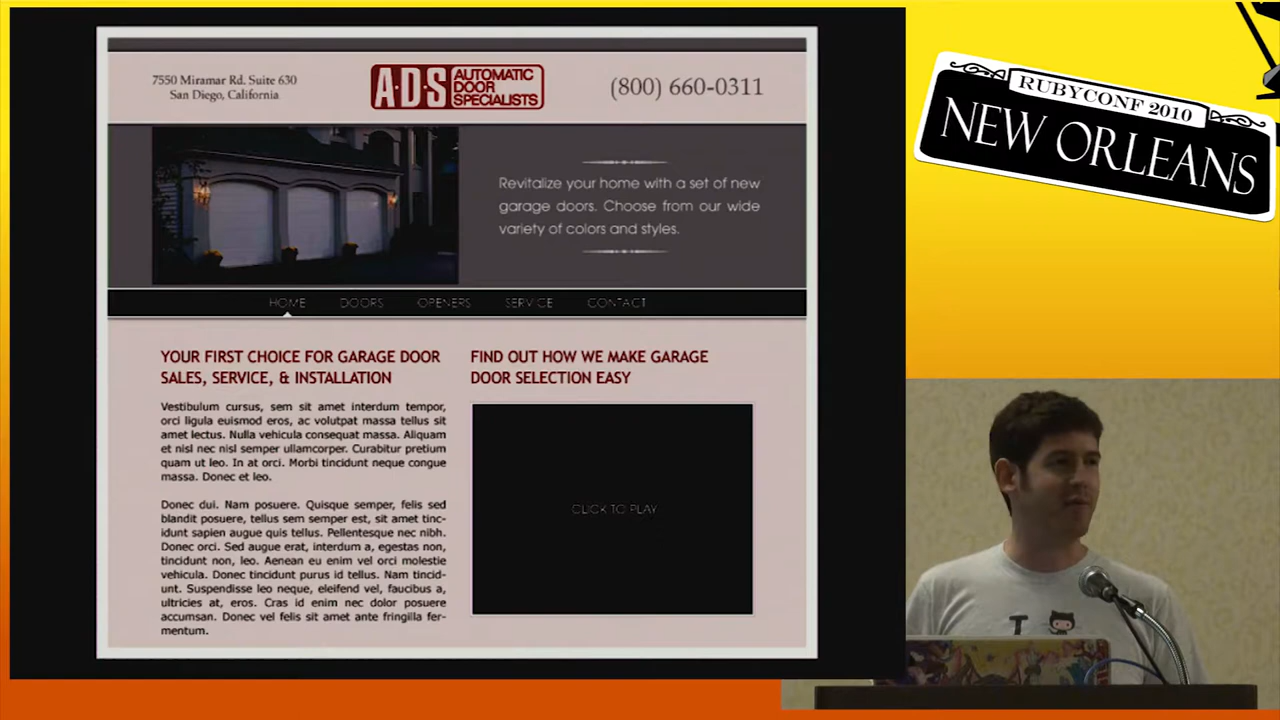 7550 Miramar Rd. Suite 630
San Diego, California
A·D·S
AUTOMATIC
DOOR
SPECIALISTS
(800) 660-0311
Revitalize your home with a set of new
garage doors. Choose from our wide
variety of colors and styles.
HOME DOORS OPENERS SERVICE CONTACT
YOUR FIRST CHOICE FOR GARAGE DOOR
SALES, SERVICE, & INSTALLATION
Vestibulum cursus, sem sit amet interdum tempor,
orci ligula euismod eros, ac volutpat massa tellus sit
amet lectus. Nulla vehicula consequat massa. Aliquam
et nisl nec nisl semper ullamcorper. Curabitur pretium
quam ut leo. In at orci. Morbi tincidunt neque congue
massa. Donec et leo.
Donec dui. Nam posuere. Quisque semper, felis sed
blandit posuere, tellus sem semper est, sit amet tinc-
idunt sapien augue quis tellus. Pellentesque nec nibh.
Donec orci. Sed augue erat, interdum a, egestas non,
tincidunt non, leo. Aenean eu enim vel orci molestie
vehicula. Donec tincidunt purus id tellus. Nam tincid-
unt. Suspendisse leo neque, eleifend vel, faucibus a,
ultricies at, eros. Cras id enim nec dolor posuere
accumsan. Donec vel felis sit amet ante fringilla fer-
mentum.
FIND OUT HOW WE MAKE GARAGE
DOOR SELECTION EASY
CLICK TO PLAY
RUBYCONF 2010
NEW ORLEANS
I